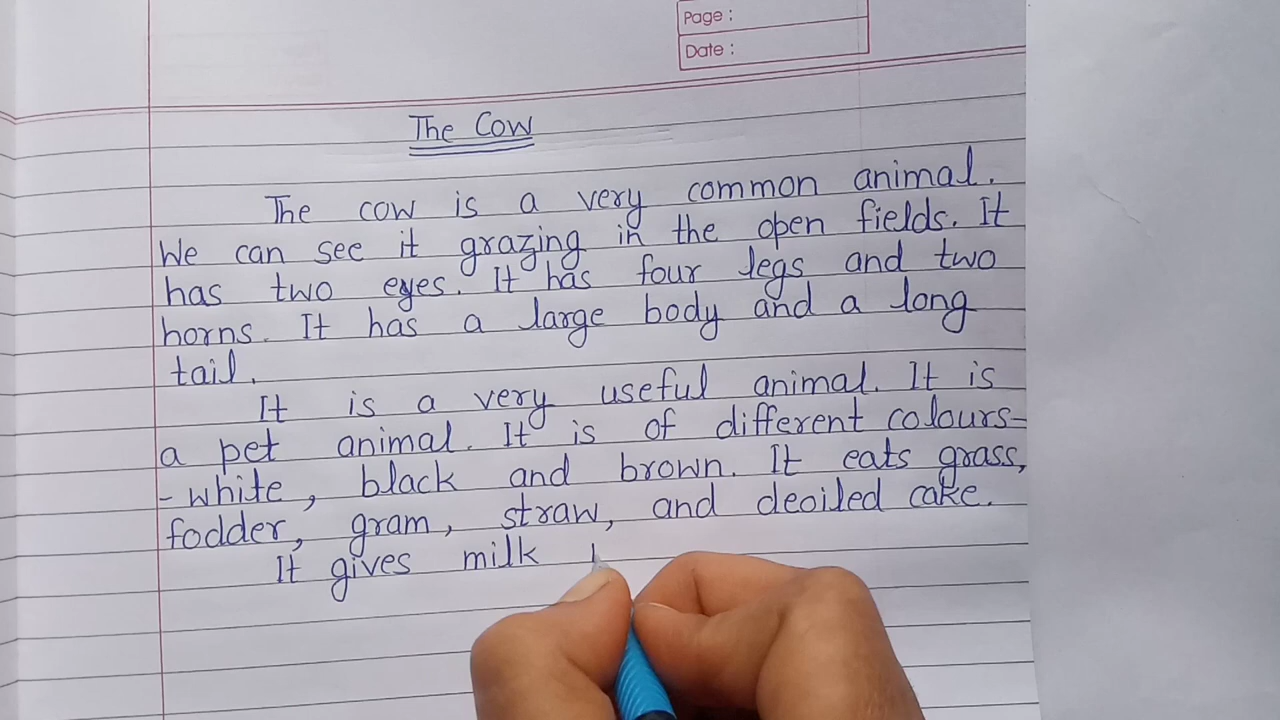 Page :
Date :
The Cow
The cow is a very common animal.
We can see it grazing in the open fields. It
has two eyes. It has four legs and two
horns. It has a large body and a long
tail.
It is a very useful animal. It is
a pet animal. It is of different colours-
- white, black and brown. It eats grass,
fodder, gram, straw, and deoiled cake.
It gives milk